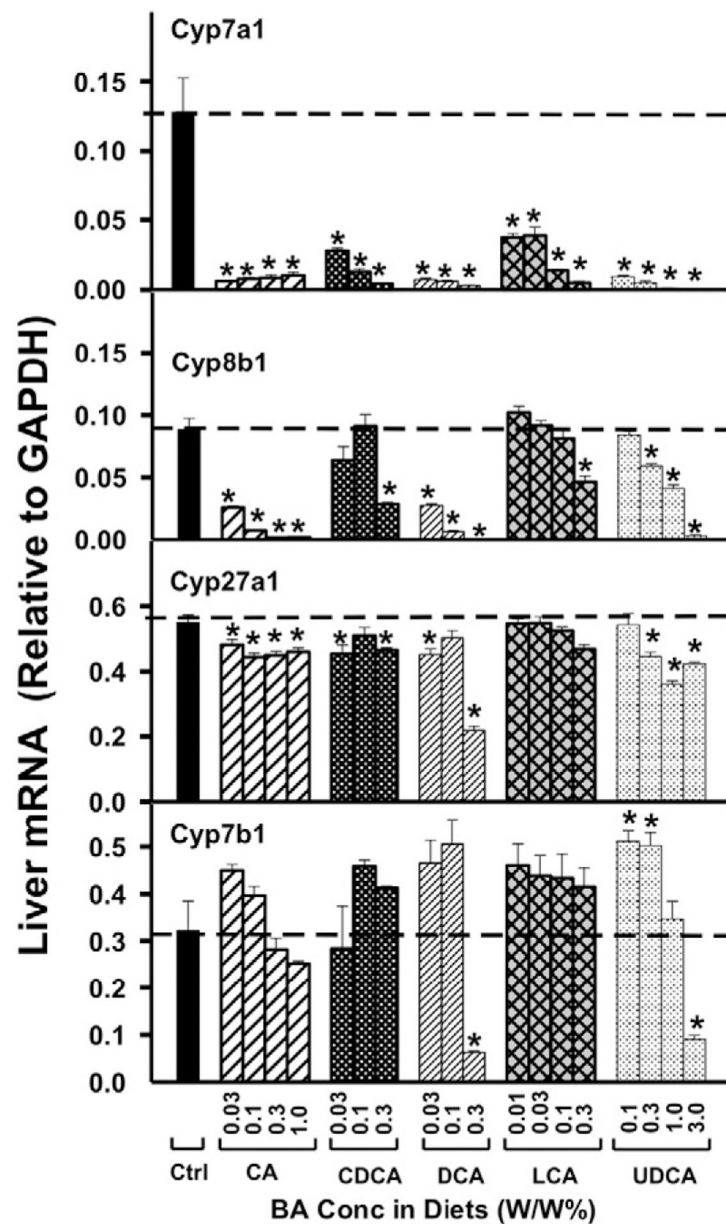 Liver mRNA (Relative to GAPDH)
Cyp7a1
0.15
0.10
0.05
0.00
* * * *
* * *
* * *
* * * *
* * * *
Cyp8b1
0.15
0.10
0.05
0.00
* * * *
*
* * *
*
* * *
Cyp27a1
0.6
0.4
0.2
0.0
* * * *
* *
* *
* * *
Cyp7b1
0.5
0.4
0.3
0.2
0.1
0.0
*
* * *
0.03 0.1 0.3 1.0 0.03 0.1 0.3 0.03 0.1 0.3 0.01 0.03 0.1 0.3 0.1 0.3 1.0 3.0
Ctrl CA CDCA DCA LCA UDCA
BA Conc in Diets (W/W%)